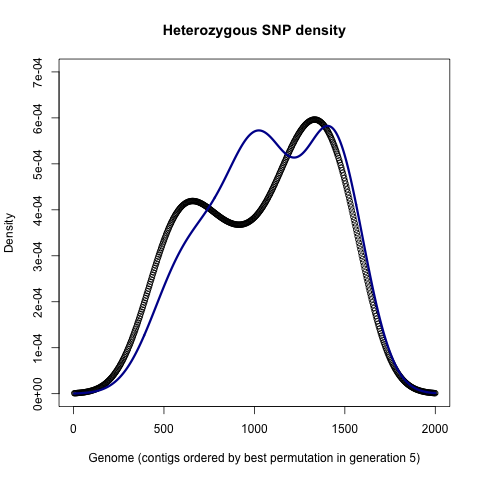 Heterozygous SNP density
Density
7e-04
6e-04
5e-04
4e-04
3e-04
2e-04
1e-04
0e+00
0 500 1000 1500 2000
Genome (contigs ordered by best permutation in generation 5)